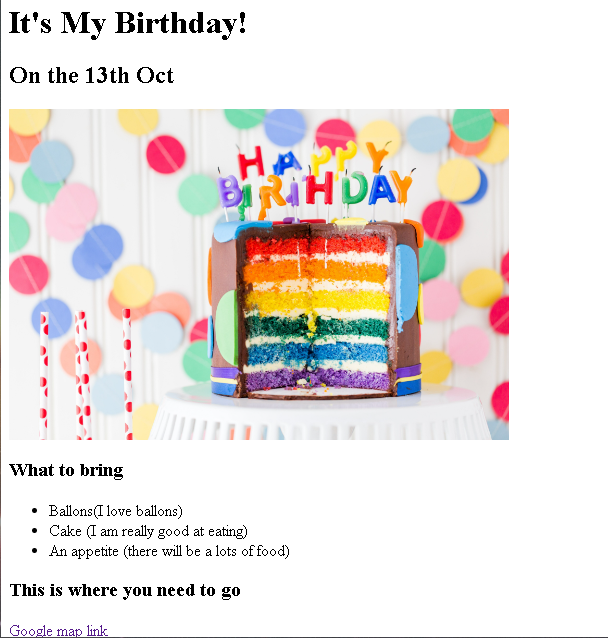 It's My Birthday!
On the 13th Oct
HAPPY
BIRTHDAY
What to bring
Ballons(I love ballons)
Cake (I am really good at eating)
An appetite (there will be a lots of food)
This is where you need to go
Google map link